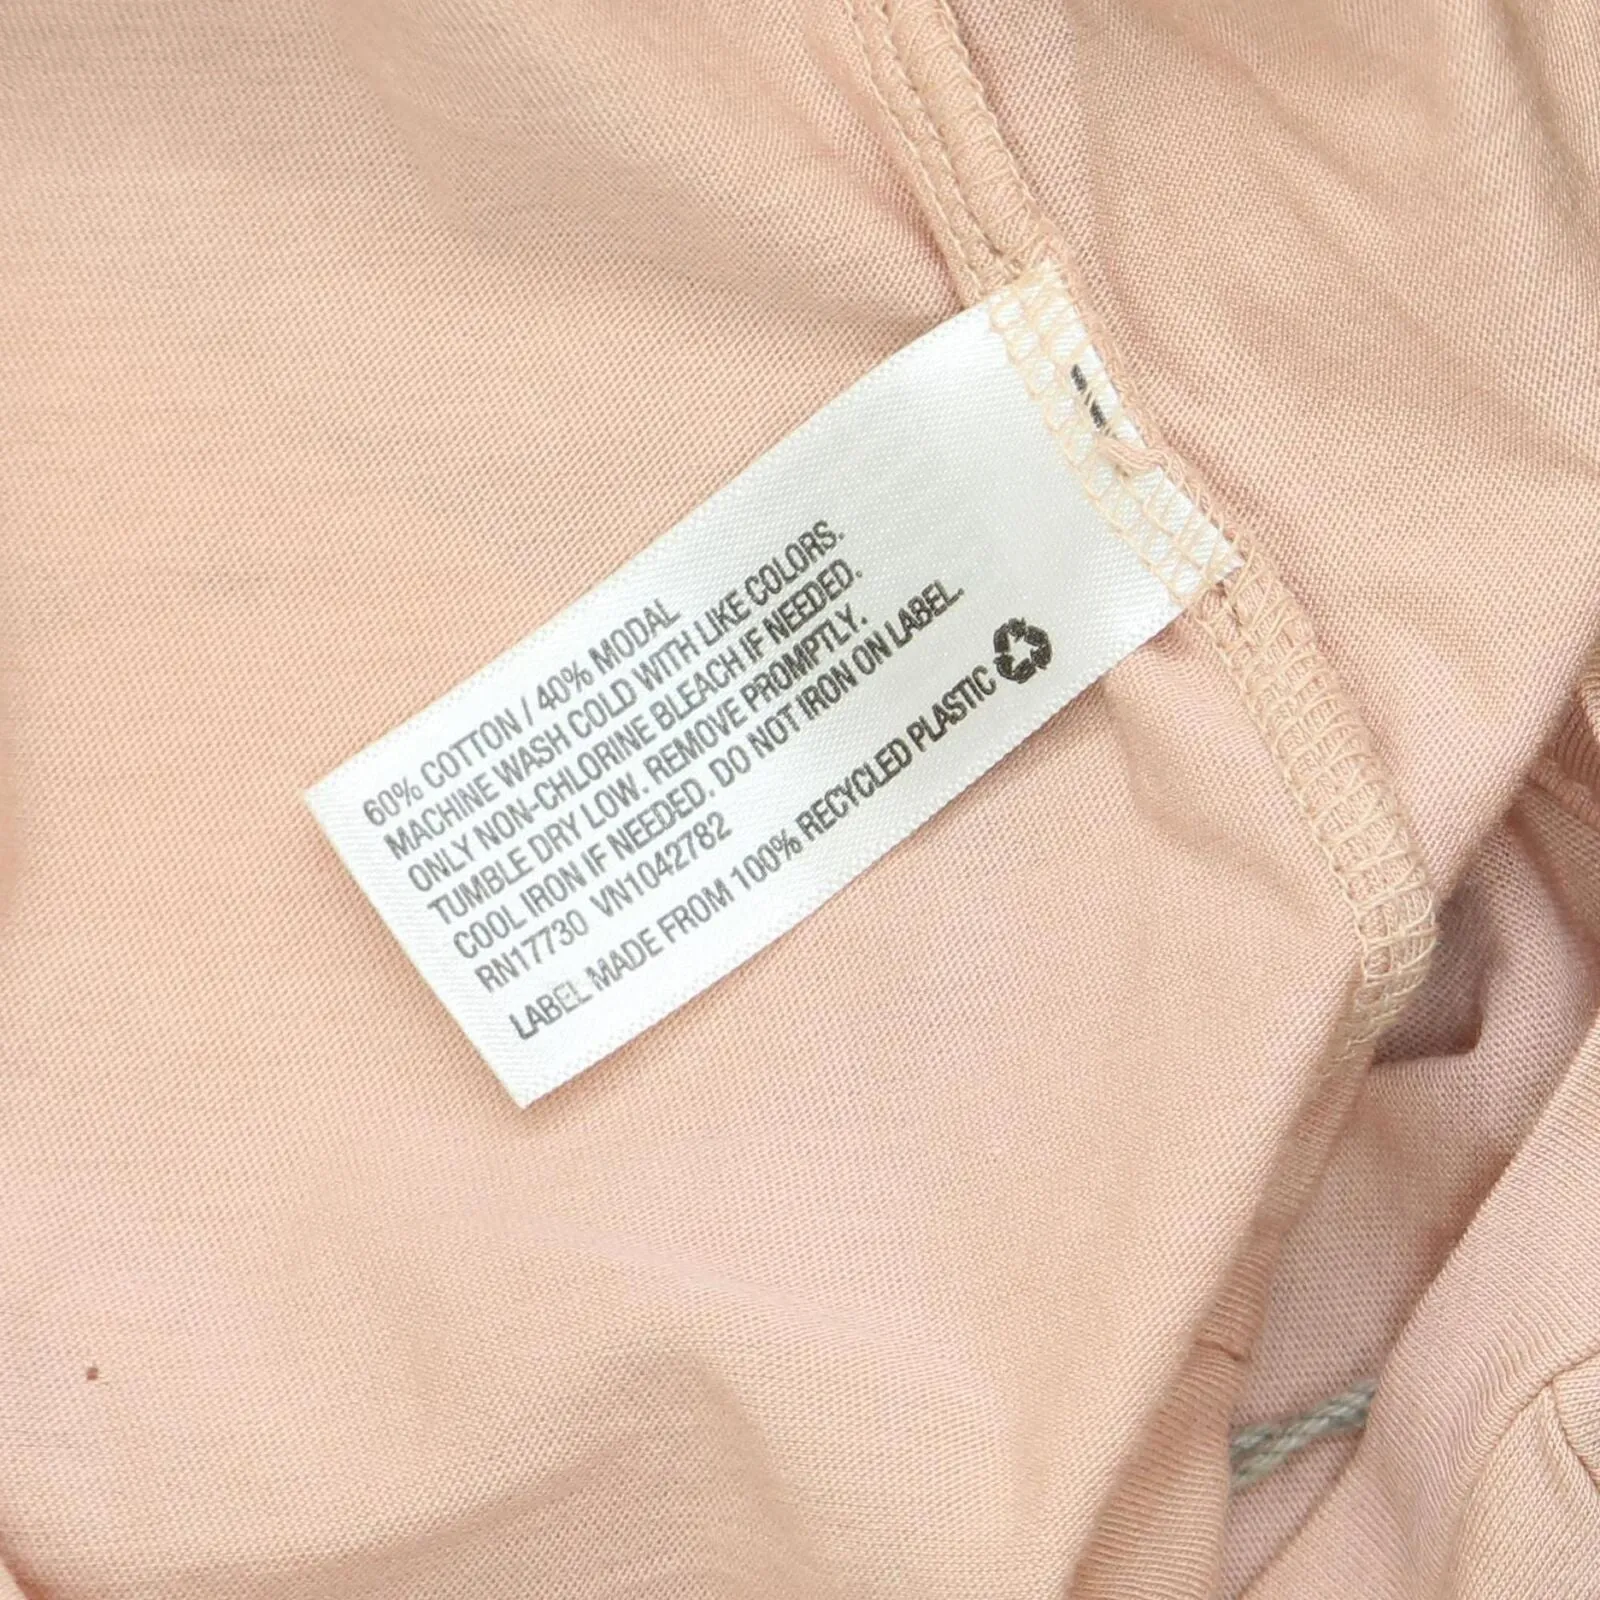 60% COTTON / 40% MODAL
MACHINE WASH COLD WITH LIKE COLORS.
ONLY NON-CHLORINE BLEACH IF NEEDED.
TUMBLE DRY LOW. REMOVE PROMPTLY.
COOL IRON IF NEEDED. DO NOT IRON ON LABEL.
RN17730 VN1042782
LABEL MADE FROM 100% RECYCLED PLASTIC